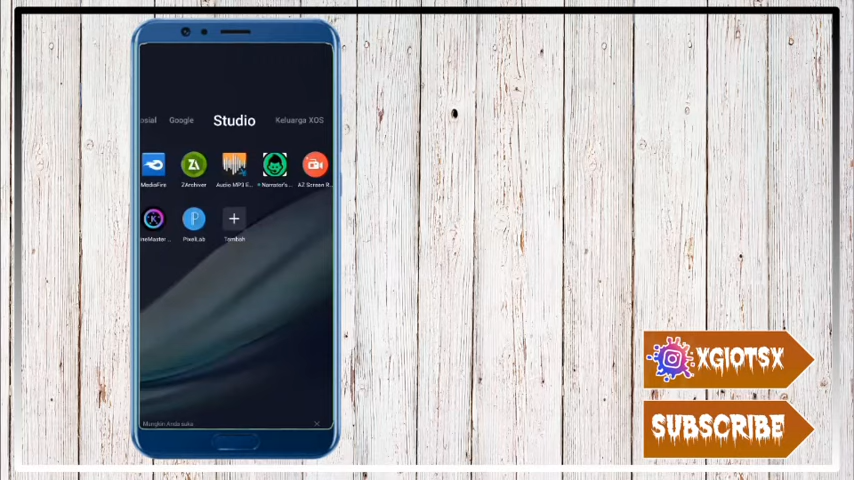 osial Google Studio Keluarga XOS
MediaFire ZArchiver Audio MP3 E... Narrator's... AZ Screen R...
neMaster ... PixelLab Tambah
Mungkin Anda suka
XGIOTSX
SUBSCRIBE